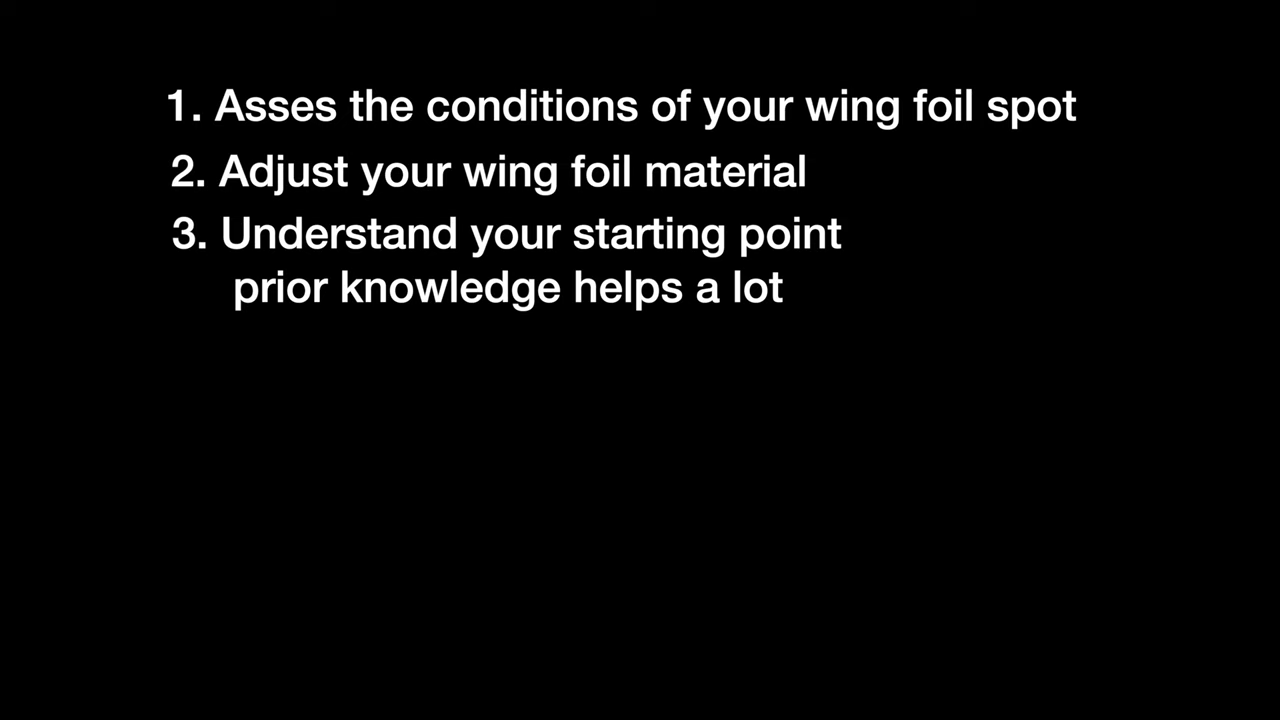 1. Asses the conditions of your wing foil spot
2. Adjust your wing foil material
3. Understand your starting point
prior knowledge helps a lot